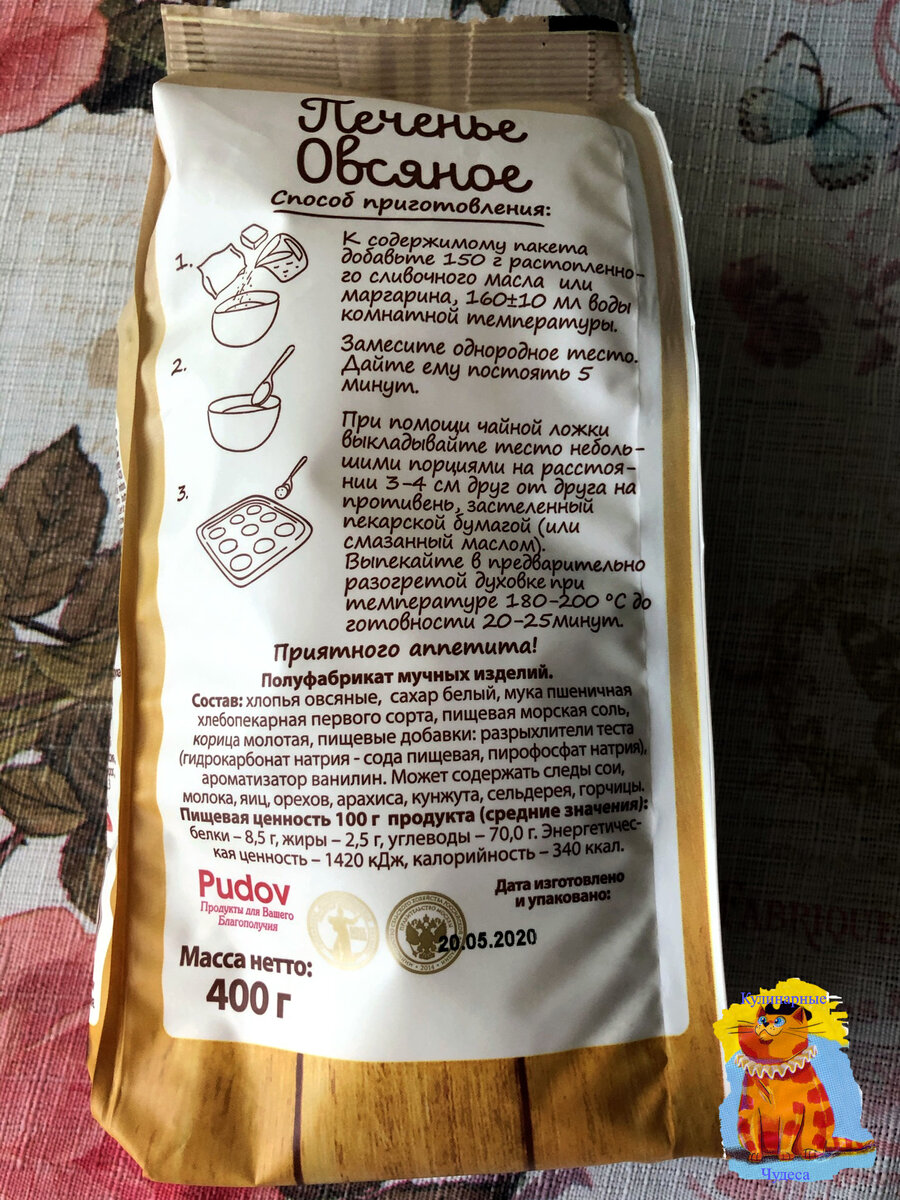 Печенье
Овсяное
Способ приготовления:
1.
К содержимому пакета
добавьте 150 г растопленно-
го сливочного масла или
маргарина, 160±10 мл воды
комнатной температуры.
2.
Замесите однородное тесто.
Дайте ему постоять 5
минут.
3.
При помощи чайной ложки
выкладывайте тесто неболь-
шими порциями на расстоя-
нии 3-4 см друг от друга на
противень, застеленный
пекарской бумагой (или
смазанный маслом).
Выпекайте в предварительно
разогретой духовке при
температуре 180-200 °С до
готовности 20-25минут.
Приятного аппетита!
Полуфабрикат мучных изделий.
Состав: хлопья овсяные, сахар белый, мука пшеничная
хлебопекарная первого сорта, пищевая морская соль,
корица молотая, пищевые добавки: разрыхлители теста
(гидрокарбонат натрия - сода пищевая, пирофосфат натрия),
ароматизатор ванилин. Может содержать следы сои,
молока, яиц, орехов, арахиса, кунжута, сельдерея, горчицы.
Пищевая ценность 100 г продукта (средние значения):
белки – 8,5 г, жиры – 2,5 г, углеводы – 70,0 г. Энергетичес-
кая ценность – 1420 кДж, калорийность – 340 ккал.
Pudov
Продукты для Вашего
Благополучия
Дата изготовлено
и упаковано:
20.05.2020
2014
Масса нетто:
400 г
Кулинарные
Чудеса